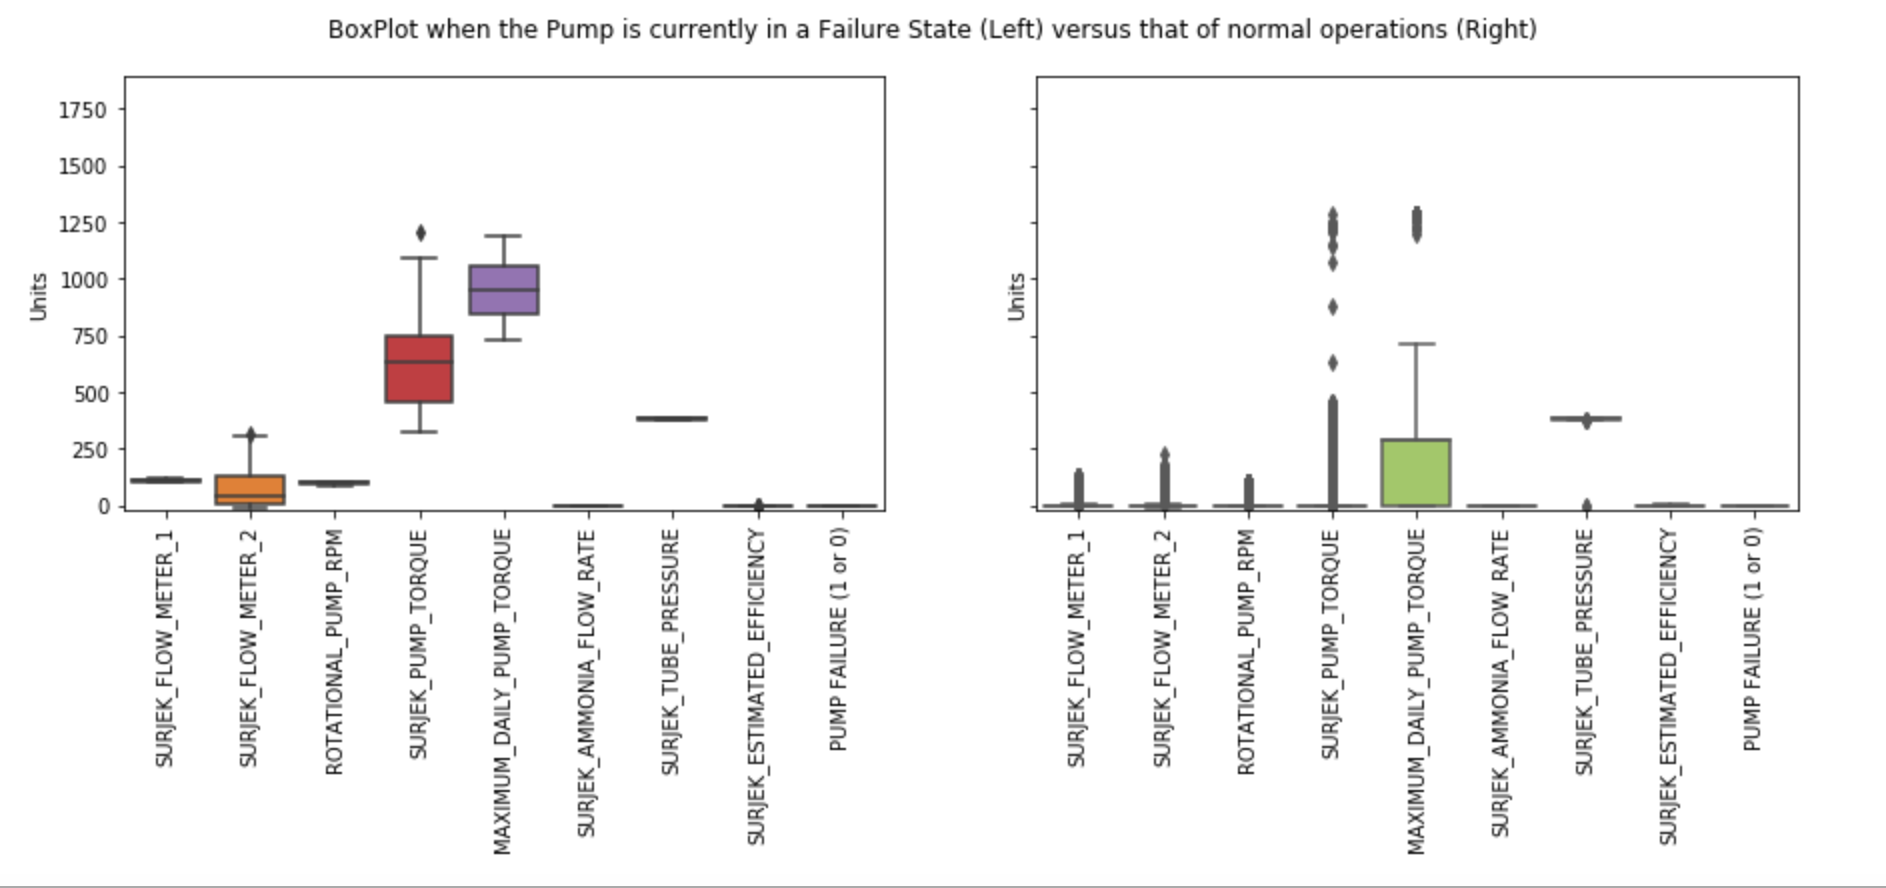 BoxPlot when the Pump is currently in a Failure State (Left) versus that of normal operations (Right)
Units
1750
1500
1250
1000
750
500
250
0
SURJEK_FLOW_METER_1
SURJEK_FLOW_METER_2
ROTATIONAL_PUMP_RPM
SURJEK_PUMP_TORQUE
MAXIMUM_DAILY_PUMP_TORQUE
SURJEK_AMMONIA_FLOW_RATE
SURJEK_TUBE_PRESSURE
SURJEK_ESTIMATED_EFFICIENCY
PUMP FAILURE (1 or 0)
Units
SURJEK_FLOW_METER_1
SURJEK_FLOW_METER_2
ROTATIONAL_PUMP_RPM
SURJEK_PUMP_TORQUE
MAXIMUM_DAILY_PUMP_TORQUE
SURJEK_AMMONIA_FLOW_RATE
SURJEK_TUBE_PRESSURE
SURJEK_ESTIMATED_EFFICIENCY
PUMP FAILURE (1 or 0)